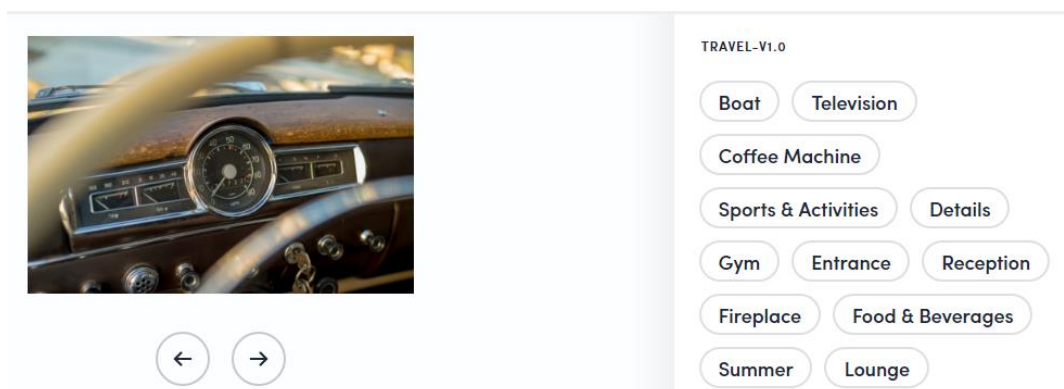 TRAVEL-V1.0
Boat
Television
Coffee Machine
Sports & Activities
Details
Gym
Entrance
Reception
Fireplace
Food & Beverages
Summer
Lounge